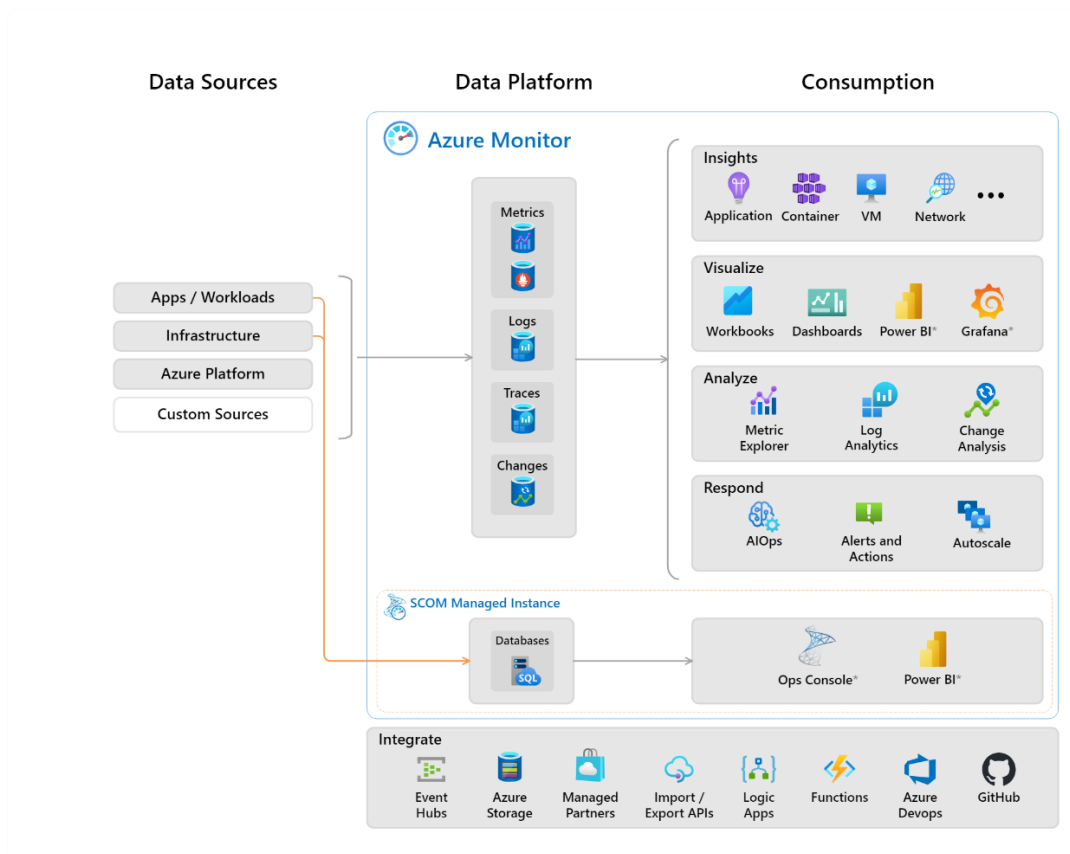 Data Sources
Data Platform
Consumption
Azure Monitor
Apps / Workloads
Infrastructure
Azure Platform
Custom Sources
Metrics
Logs
Traces
Changes
Insights
Application
Container
VM
Network
Visualize
Workbooks
Dashboards
Power BI*
Grafana*
Analyze
Metric
Explorer
Log
Analytics
Change
Analysis
Respond
AIOps
Alerts and
Actions
Autoscale
SCOM Managed Instance
Databases
SQL
Ops Console*
Power BI*
Integrate
Event
Hubs
Azure
Storage
Managed
Partners
Import /
Export APIs
Logic
Apps
Functions
Azure
Devops
GitHub